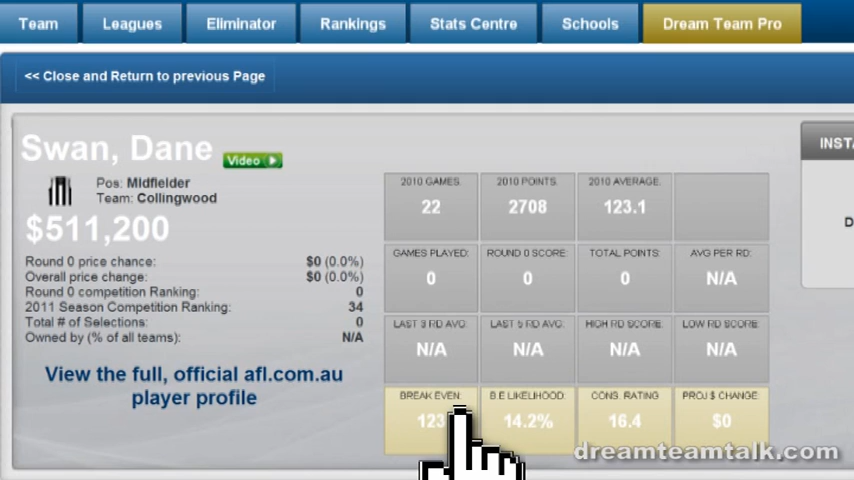 Team Leagues Eliminator Rankings Stats Centre Schools Dream Team Pro
<< Close and Return to previous Page
Swan, Dane Video
Pos: Midfielder
Team: Collingwood
$511,200
Round 0 price change: $0 (0.0%)
Overall price change: $0 (0.0%)
Round 0 competition Ranking: 0
2011 Season Competition Ranking: 34
Total # of Selections: 0
Owned by (% of all teams): N/A
View the full, official afl.com.au
player profile
2010 GAMES: 2010 POINTS: 2010 AVERAGE:
22 2708 123.1
GAMES PLAYED: ROUND 0 SCORE: TOTAL POINTS: AVG PER RD:
0 0 0 N/A
LAST 3 RD AVG: LAST 5 RD AVG: HIGH RD SCORE: LOW RD SCORE:
N/A N/A N/A N/A
BREAK EVEN: B.E LIKELIHOOD: CONS. RATING PROJ $ CHANGE:
123 14.2% 16.4 $0
INSTA
D
dreamteamtalk.com